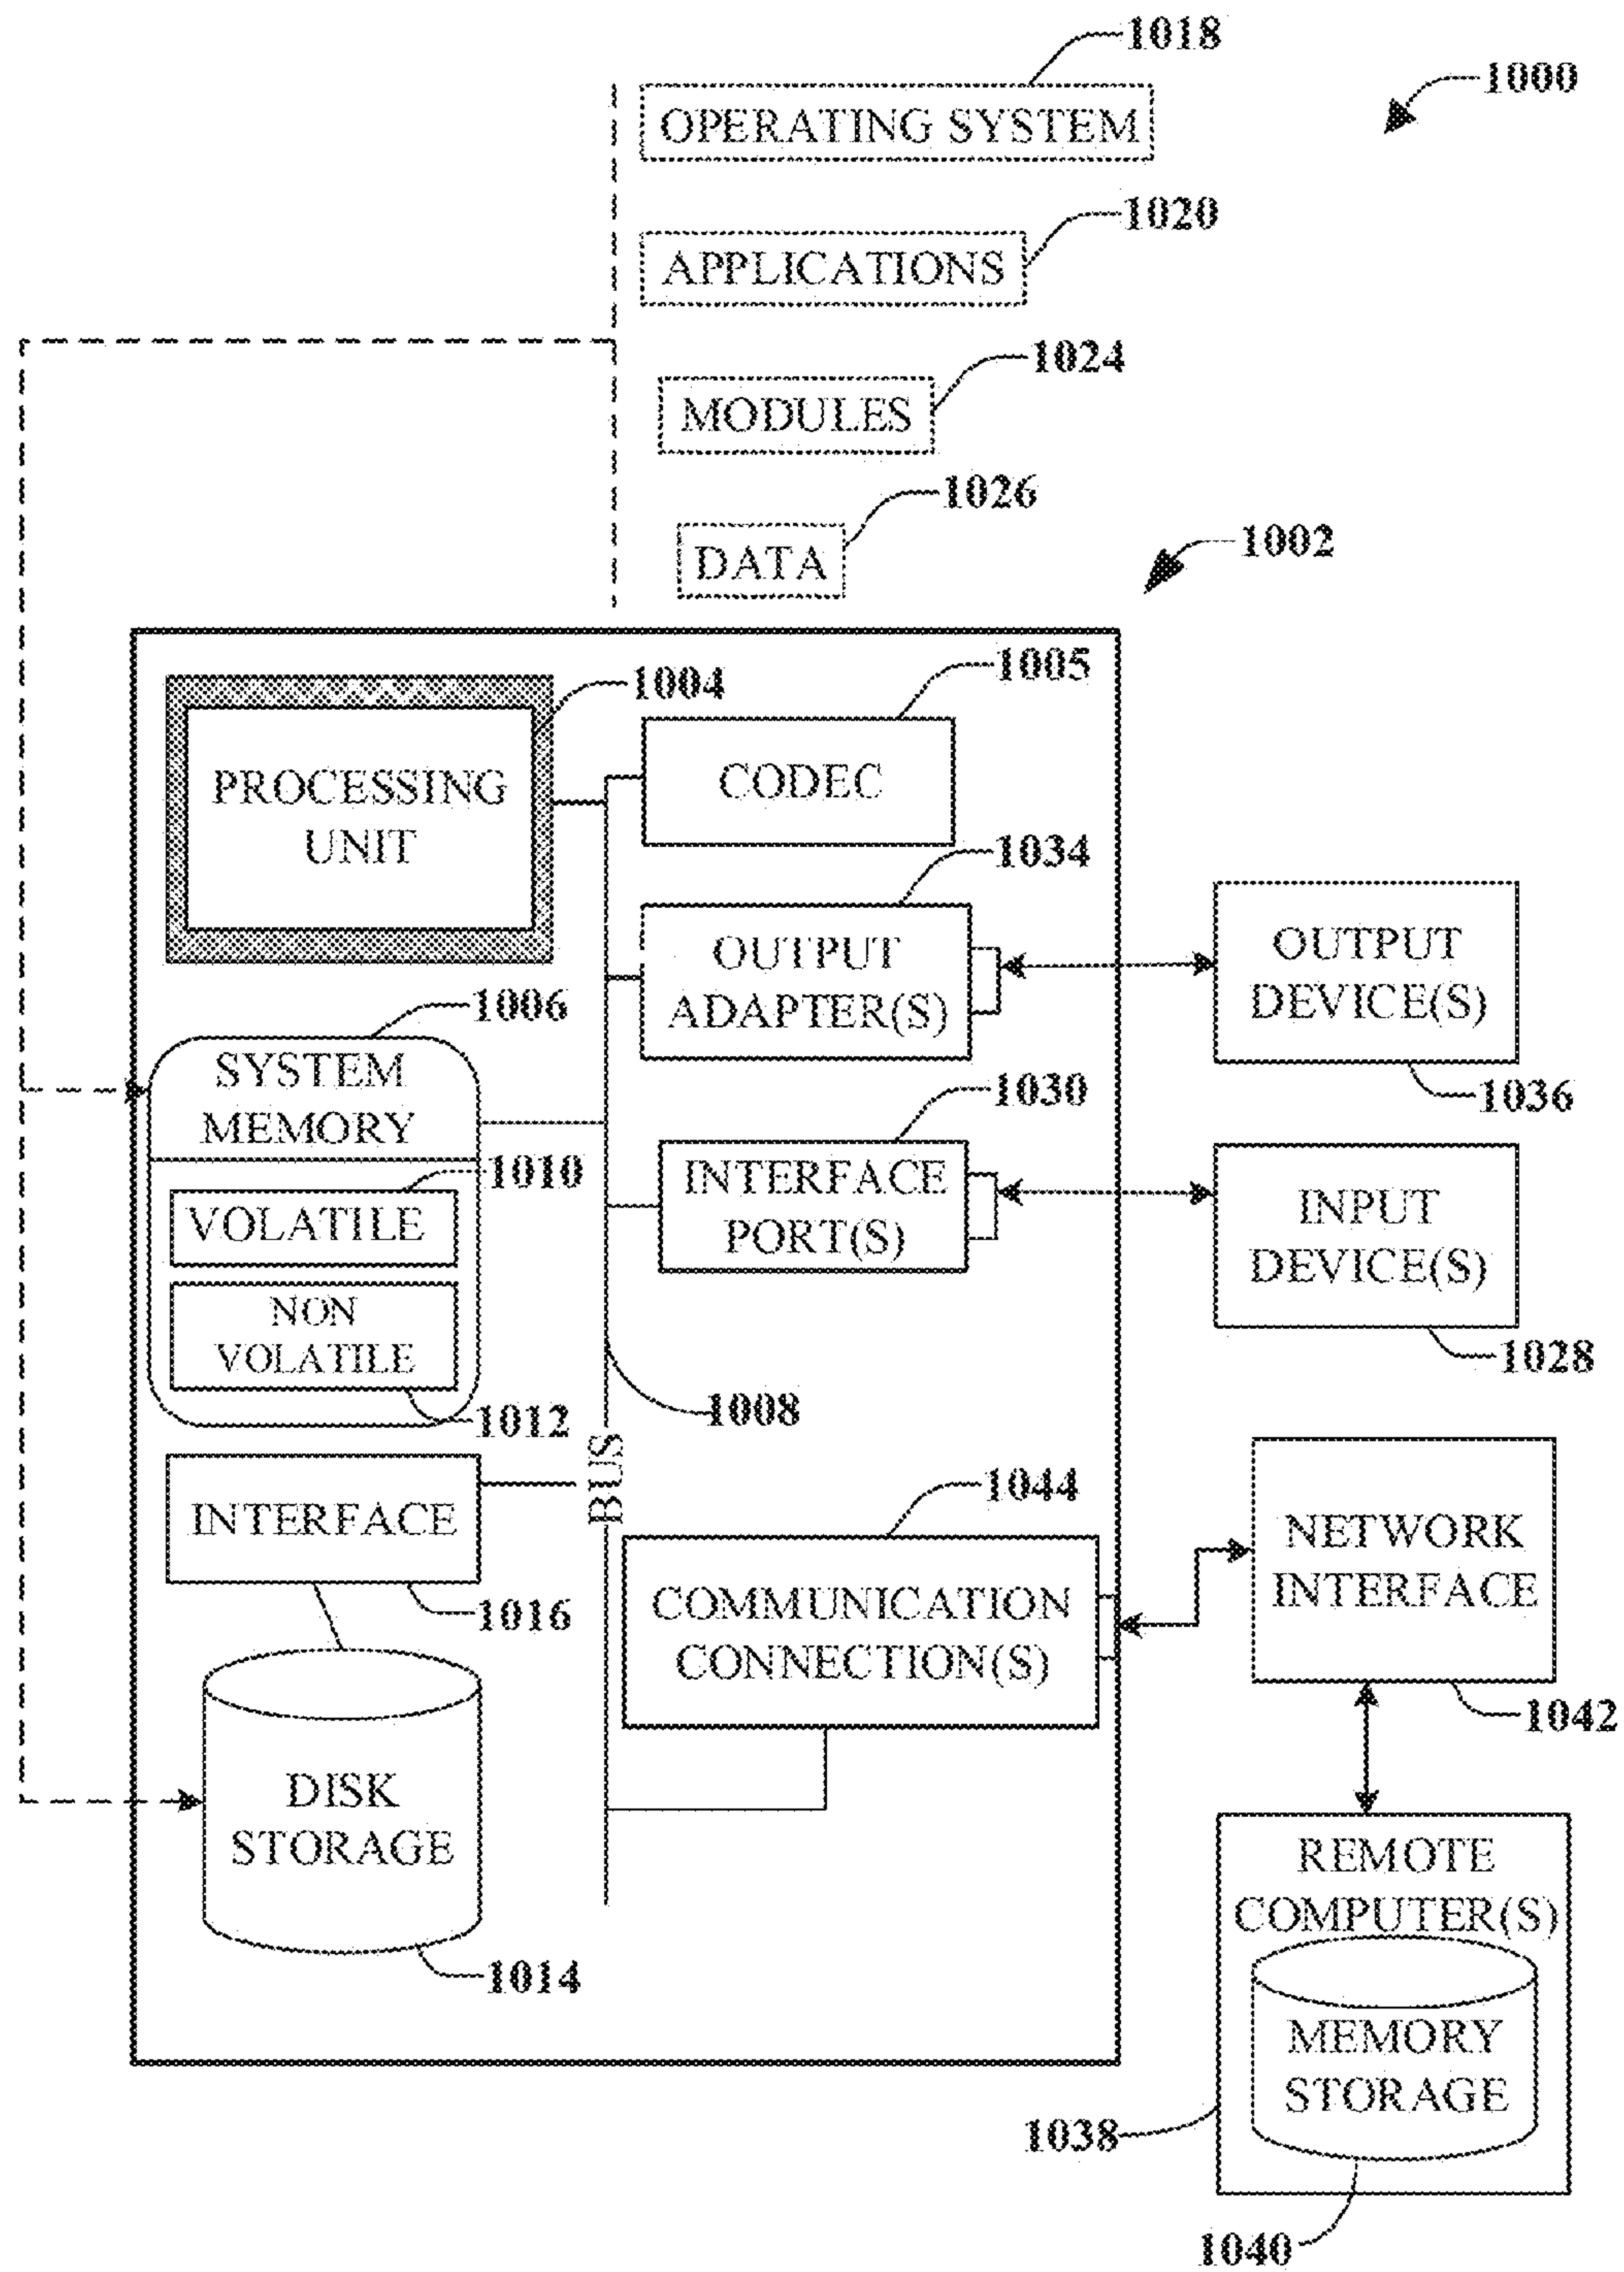 1018
1000
OPERATING SYSTEM
1020
APPLICATIONS
1024
MODULES
1026
DATA
1002
1004
PROCESSING
UNIT
1005
CODEC
1034
OUTPUT
ADAPTER(S)
OUTPUT
DEVICE(S)
1036
1006
SYSTEM
MEMORY
1010
VOLATILE
NON
VOLATILE
1012
1030
INTERFACE
PORT(S)
INPUT
DEVICE(S)
1028
1008
BUS
INTERFACE
1016
1044
COMMUNICATION
CONNECTION(S)
NETWORK
INTERFACE
1042
DISK
STORAGE
1014
REMOTE
COMPUTER(S)
MEMORY
STORAGE
1038
1040